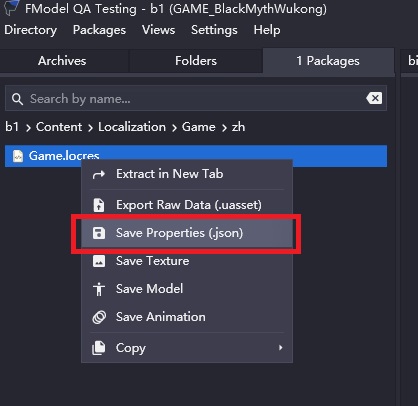 FModel QA Testing - b1 (GAME_BlackMythWukong)
Directory Packages Views Settings Help
Archives Folders 1 Packages bi
Search by name...
b1 > Content > Localization > Properties > Game > zh
Game.locres
Extract in New Tab
Export Raw Data (.uasset)
Save Properties (.json)
Save Texture
Save Model
Save Animation
Copy